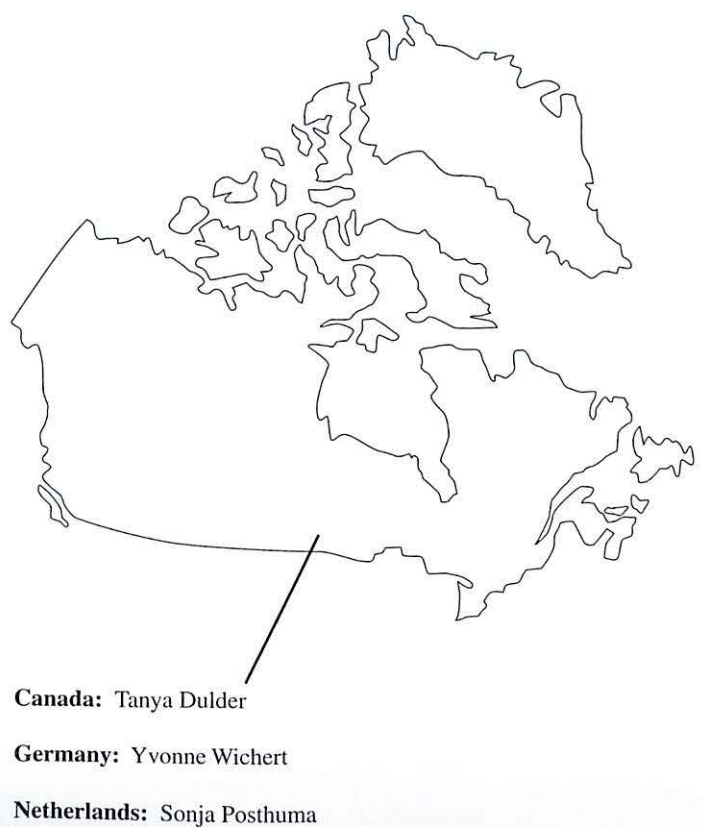 Canada: Tanya Dulder
Germany: Yvonne Wichert
Netherlands: Sonja Posthuma